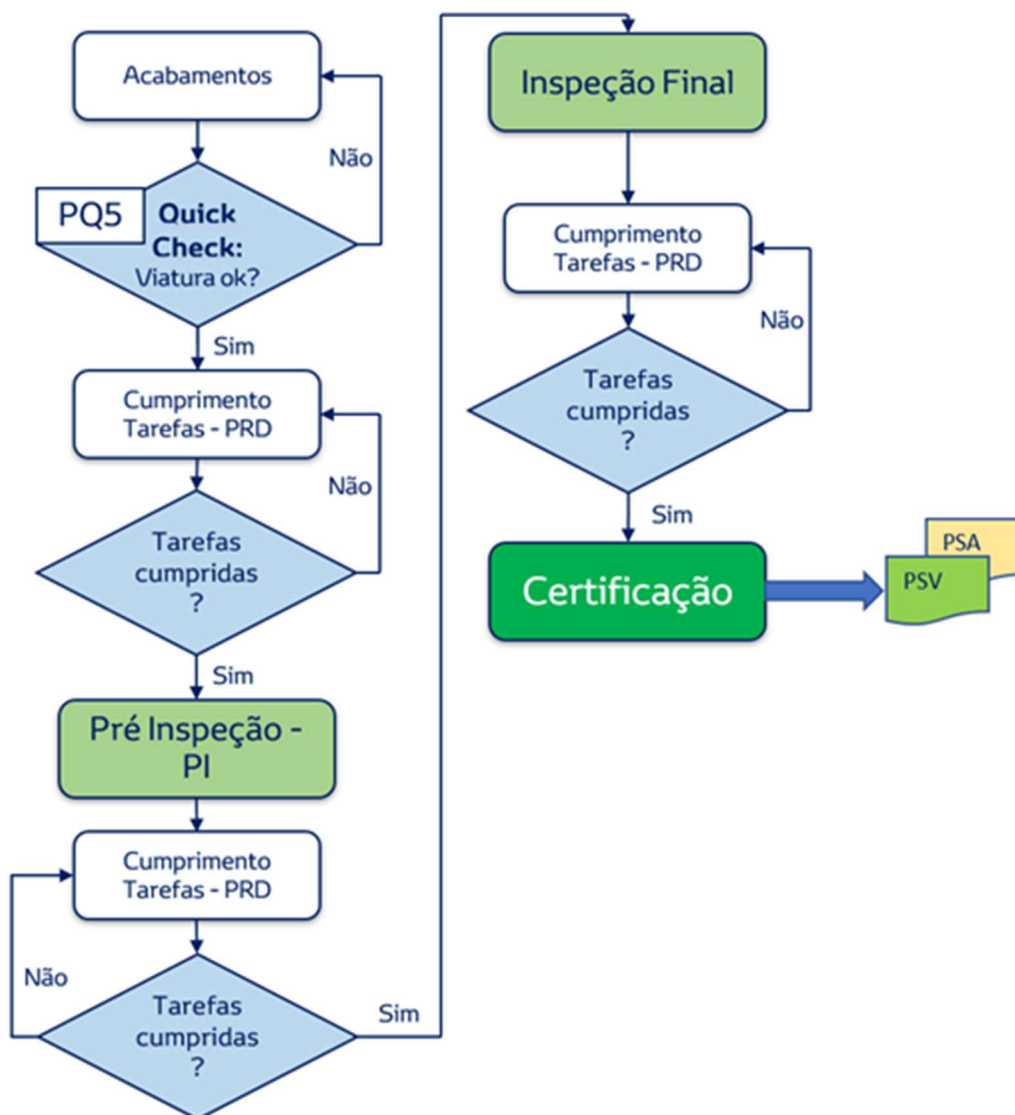 Acabamentos
Não
PQ5
Quick
Check:
Viatura ok?
Sim
Cumprimento
Tarefas - PRD
Não
Tarefas
cumpridas
?
Sim
Pré Inspeção -
PI
Cumprimento
Tarefas - PRD
Não
Tarefas
cumpridas
?
Sim
Inspeção Final
Cumprimento
Tarefas - PRD
Não
Tarefas
cumpridas
?
Sim
Certificação
PSA
PSV